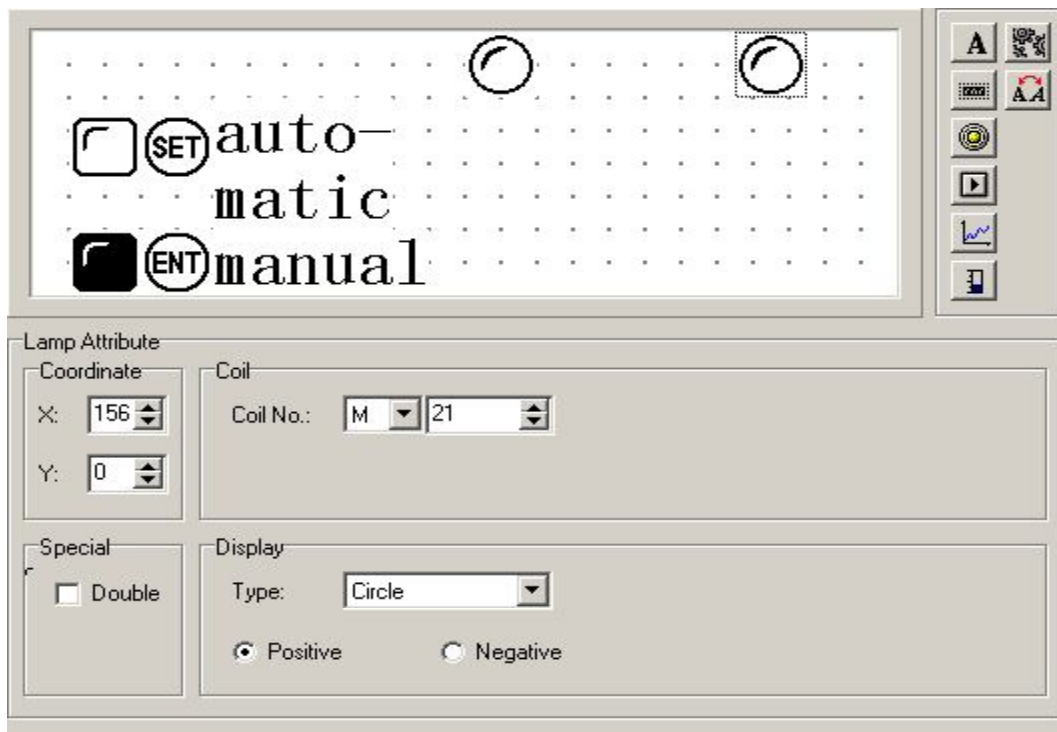 A
SET auto-
matic
ENT manual
A A
Lamp Attribute
Coordinate
Coil
X: 156
Coil No.: M 21
Y: 0
Special
Display
Double
Type: Circle
Positive Negative